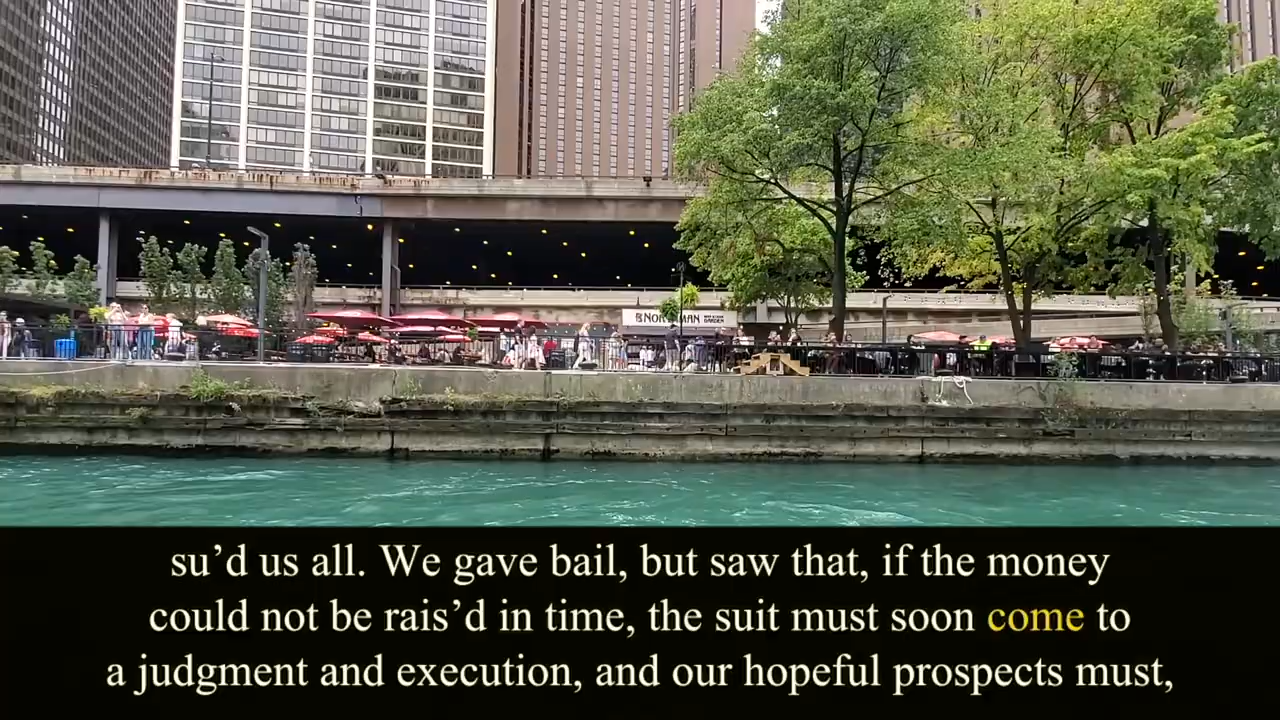 su’d us all. We gave bail, but saw that, if the money
could not be rais’d in time, the suit must soon come to
a judgment and execution, and our hopeful prospects must,